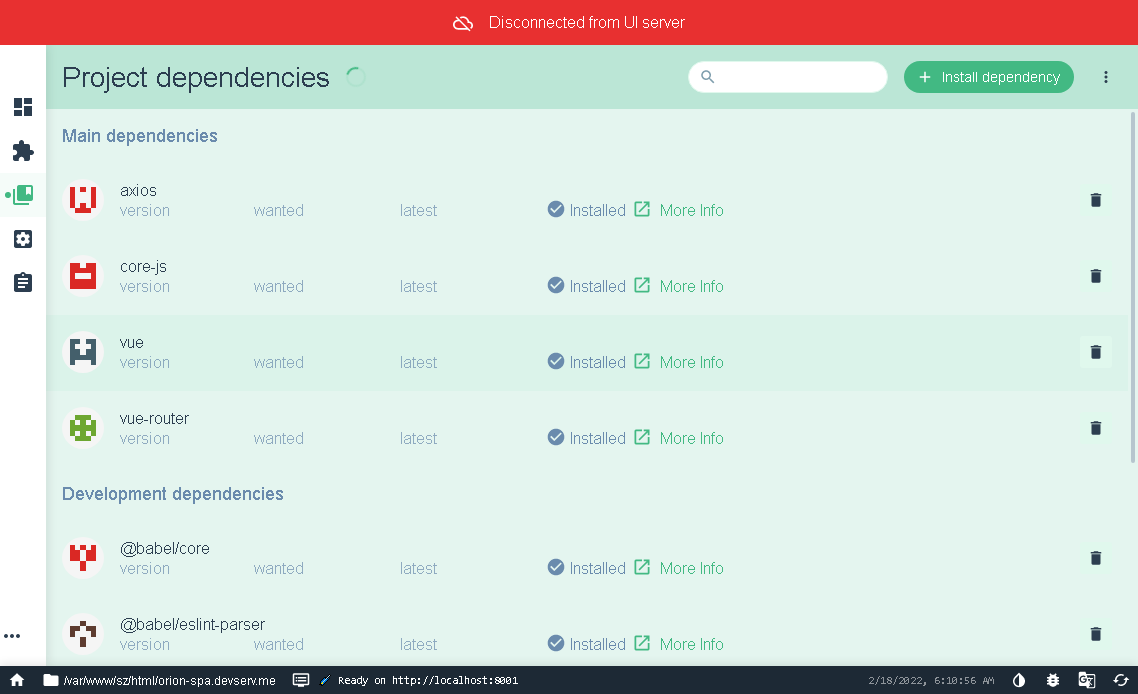 Disconnected from UI server
Project dependencies
Install dependency
Main dependencies
axios
version wanted latest Installed More Info
core-js
version wanted latest Installed More Info
vue
version wanted latest Installed More Info
vue-router
version wanted latest Installed More Info
Development dependencies
@babel/core
version wanted latest Installed More Info
@babel/eslint-parser
version wanted latest Installed More Info
/var/www/sz/html/orion-spa.devserv.me Ready on http://localhost:8001 2/18/2022, 6:10:56 AM